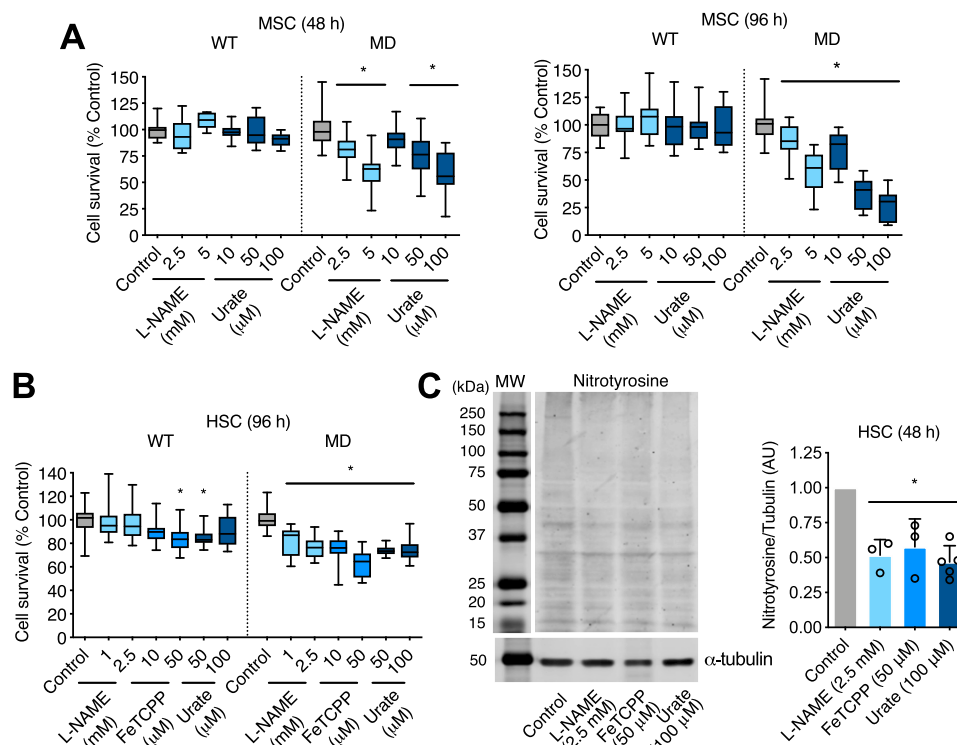 A
MSC (48 h)
WT MD
Cell survival (% Control)
150
125
100
75
50
25
0
* *
Control 2.5 5 10 50 100 Control 2.5 5 10 50 100
L-NAME (mM) Urate (μM) L-NAME (mM) Urate (μM)
MSC (96 h)
WT MD
Cell survival (% Control)
150
125
100
75
50
25
0
*
Control 2.5 5 10 50 100 Control 2.5 5 10 50 100
L-NAME (mM) Urate (μM) L-NAME (mM) Urate (μM)
B
HSC (96 h)
WT MD
Cell survival (% Control)
140
120
100
80
60
40
20
0
* * *
Control 1 2.5 10 50 50 100 Control 1 2.5 10 50 50 100
L-NAME (mM) FeTCPP (μM) Urate (μM) L-NAME (mM) FeTCPP (μM) Urate (μM)
C
(kDa) MW Nitrotyrosine
250
150
100
75
50
37
25
20
15
50 α-tubulin
Control L-NAME (2.5 mM) FeTCPP (50 μM) Urate (100 μM)
HSC (48 h)
Nitrotyrosine/Tubulin (AU)
1.25
1.00
0.75
0.50
0.25
0.00
*
Control
L-NAME (2.5 mM)
FeTCPP (50 μM)
Urate (100 μM)